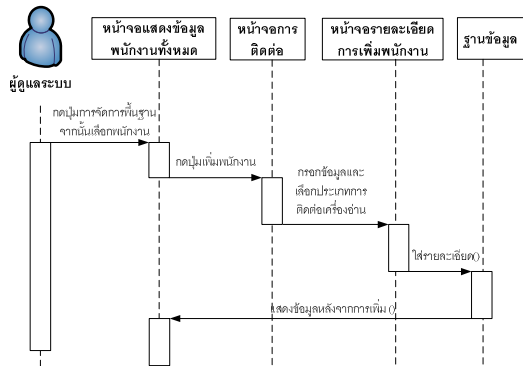 หน้าจอแสดงข้อมูล
พนักงานทั้งหมด
หน้าจอการ
ติดต่อ
หน้าจอรายละเอียด
การเพิ่มพนักงาน
ฐานข้อมูล
ผู้ดูแลระบบ
กดปุ่มการจัดการพื้นฐาน
จากนั้นเลือกพนักงาน
กดปุ่มเพิ่มพนักงาน
กรอกข้อมูลและ
เลือกประเภทการ
ติดต่อเครื่องอ่าน
ใส่รายละเอียด()
แสดงข้อมูลหลังจากการเพิ่ม()